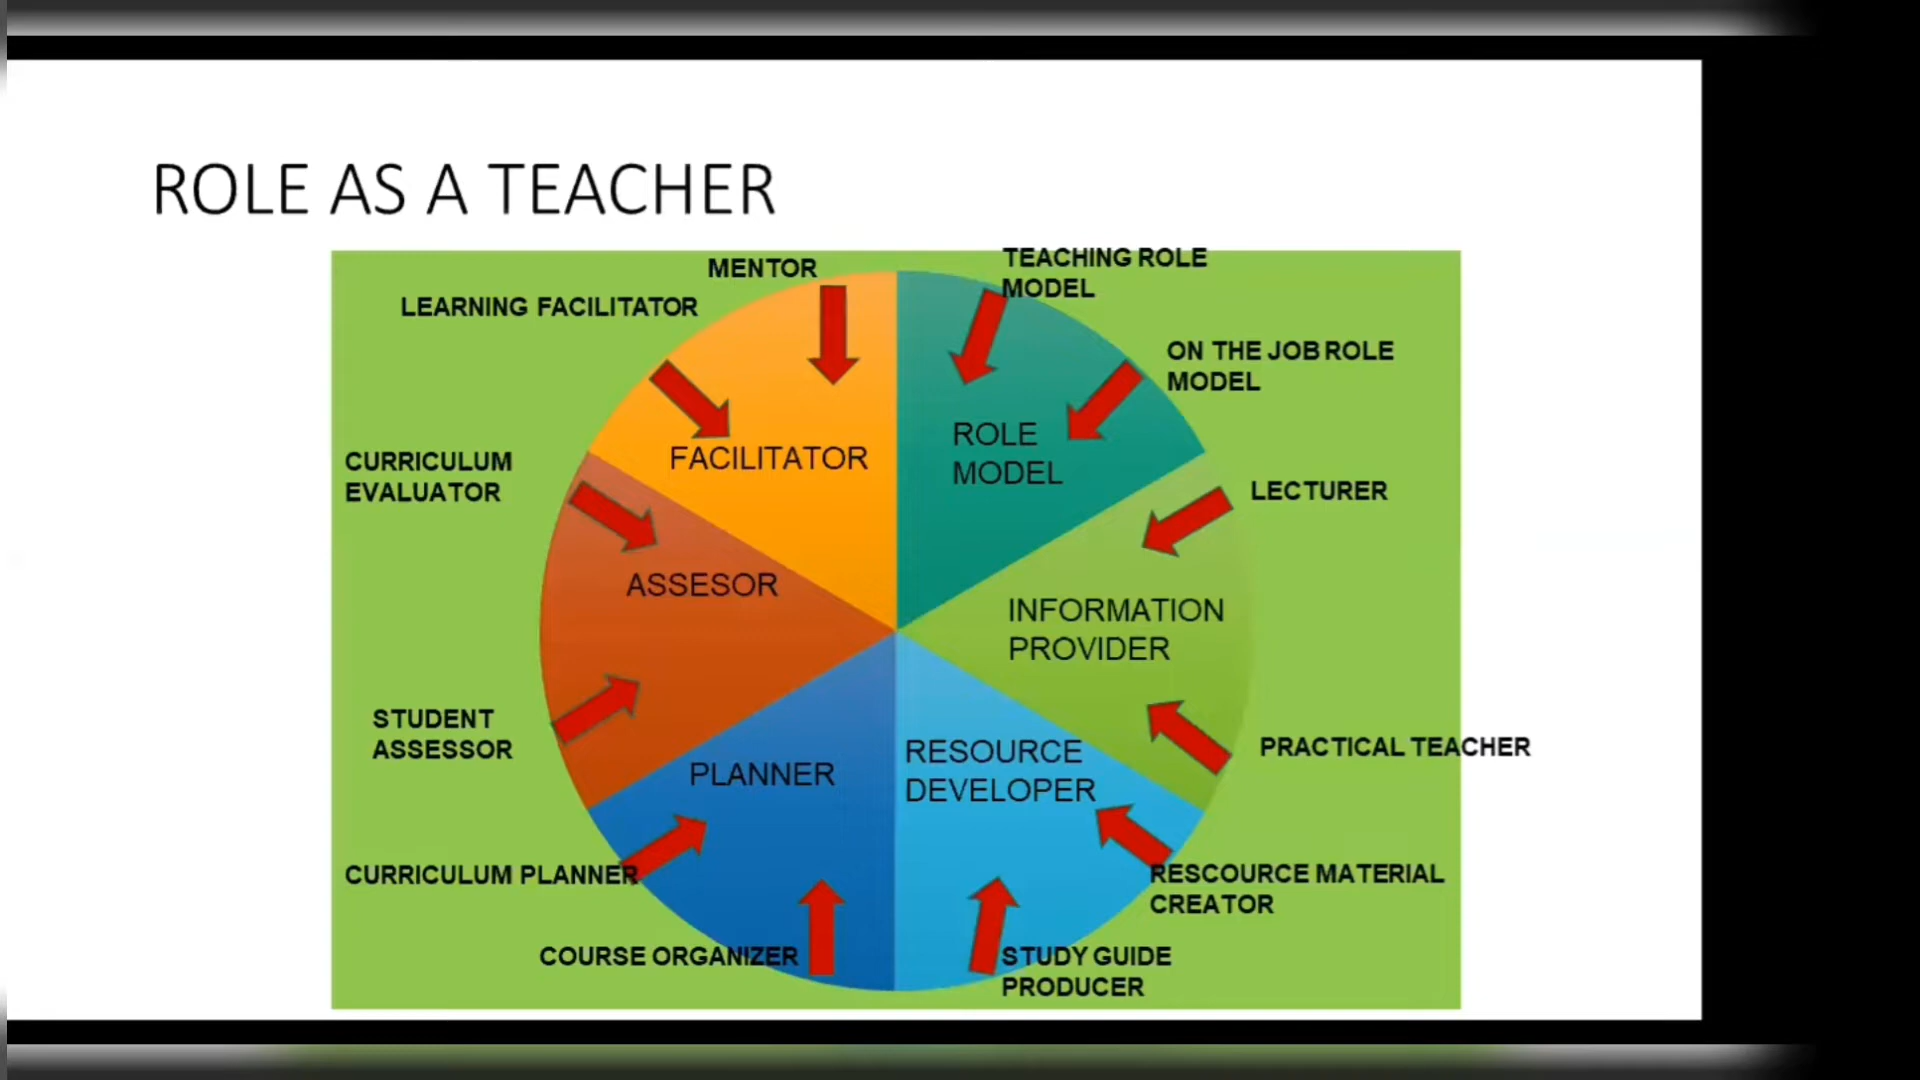 ROLE AS A TEACHER
MENTOR
LEARNING FACILITATOR
TEACHING ROLE
MODEL
ON THE JOB ROLE
MODEL
FACILITATOR
ROLE
MODEL
CURRICULUM
EVALUATOR
LECTURER
ASSESOR
INFORMATION
PROVIDER
STUDENT
ASSESSOR
PLANNER
RESOURCE
DEVELOPER
PRACTICAL TEACHER
CURRICULUM PLANNER
RESCOURCE MATERIAL
CREATOR
COURSE ORGANIZER
STUDY GUIDE
PRODUCER